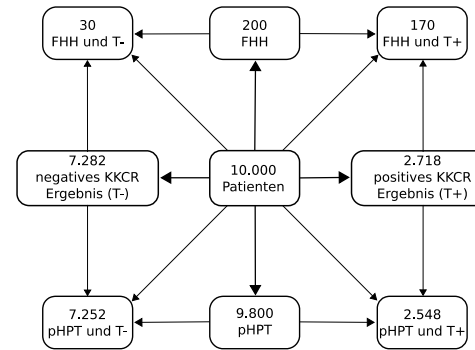 30
FHH und T-
200
FHH
170
FHH und T+
7.282
negatives KKCR
Ergebnis (T-)
10.000
Patienten
2.718
positives KKCR
Ergebnis (T+)
7.252
pHPT und T-
9.800
pHPT
2.548
pHPT und T+